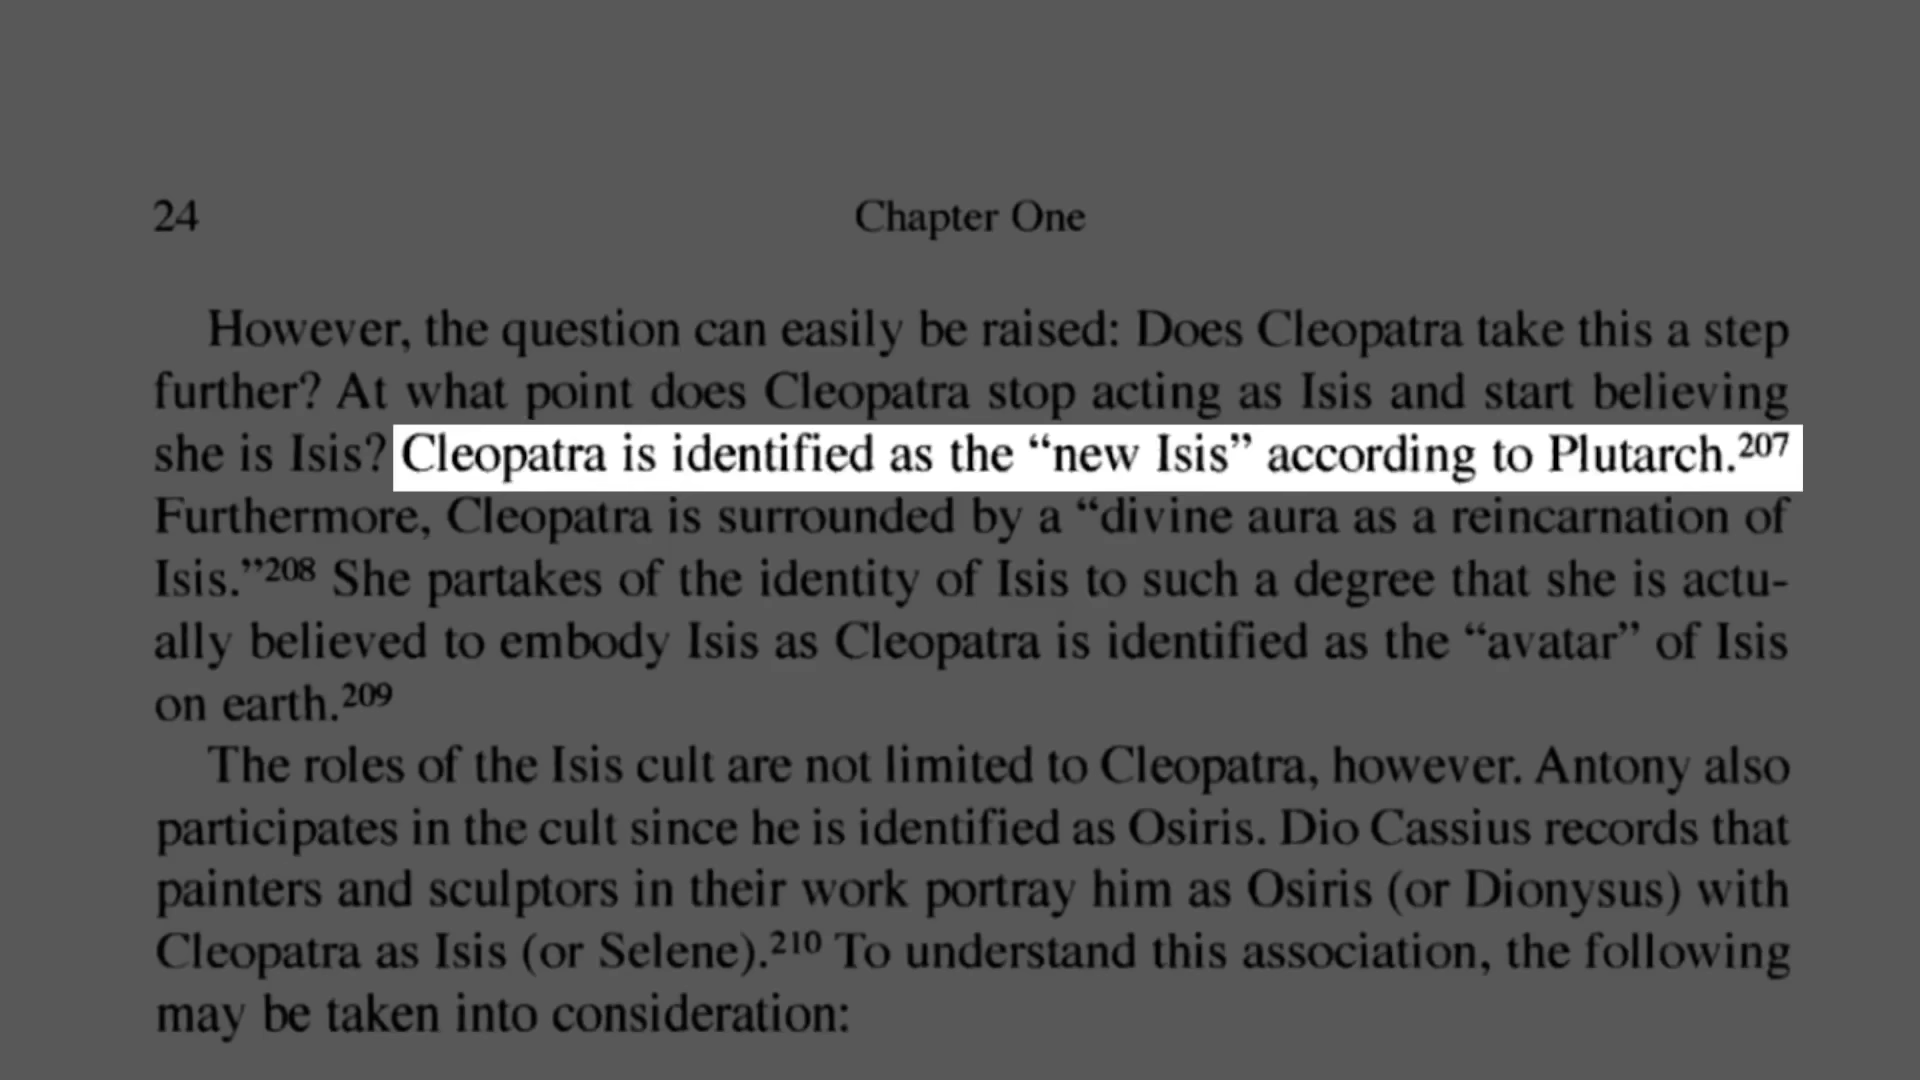 24
Chapter One
However, the question can easily be raised: Does Cleopatra take this a step
further? At what point does Cleopatra stop acting as Isis and start believing
she is Isis? Cleopatra is identified as the “new Isis” according to Plutarch.207
Furthermore, Cleopatra is surrounded by a “divine aura as a reincarnation of
Isis.”208 She partakes of the identity of Isis to such a degree that she is actu-
ally believed to embody Isis as Cleopatra is identified as the “avatar” of Isis
on earth.209
The roles of the Isis cult are not limited to Cleopatra, however. Antony also
participates in the cult since he is identified as Osiris. Dio Cassius records that
painters and sculptors in their work portray him as Osiris (or Dionysus) with
Cleopatra as Isis (or Selene).210 To understand this association, the following
may be taken into consideration: